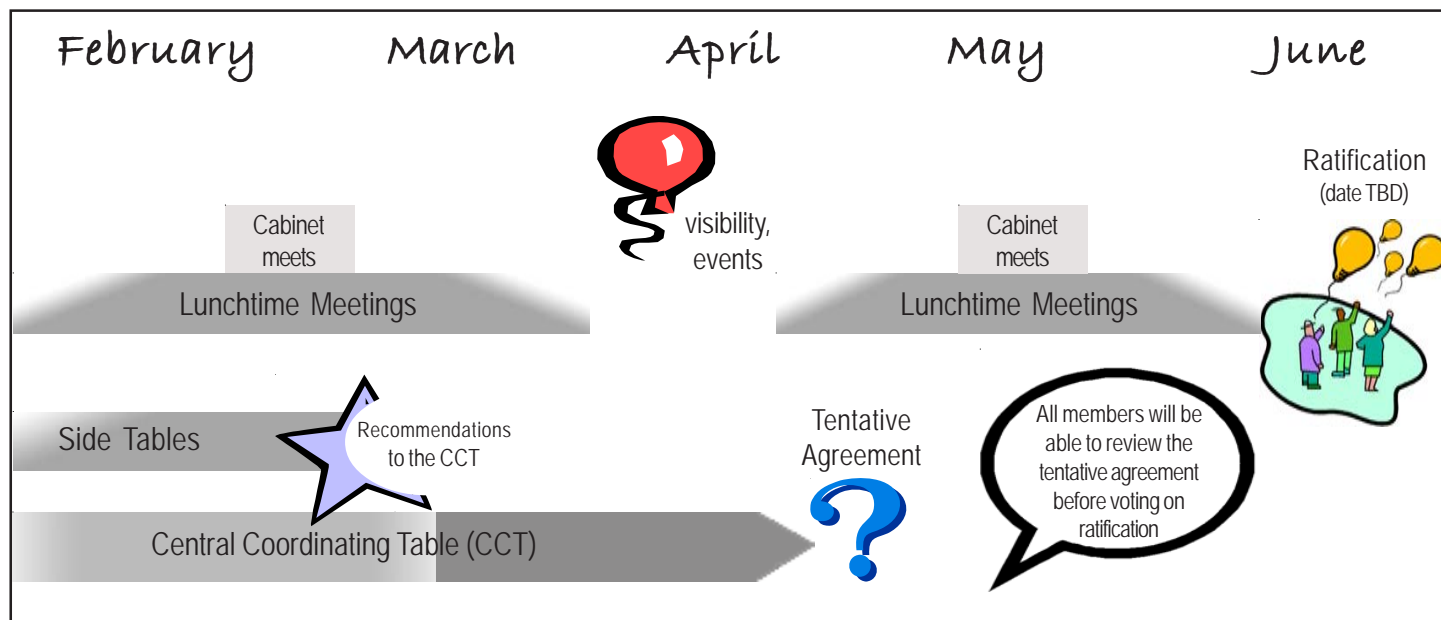 February March April May June
Ratification
(date TBD)
Cabinet
meets
visibility,
events
Cabinet
meets
Lunchtime Meetings
Lunchtime Meetings
Side Tables
Recommendations
to the CCT
Tentative
Agreement
All members will be
able to review the
tentative agreement
before voting on
ratification
Central Coordinating Table (CCT)